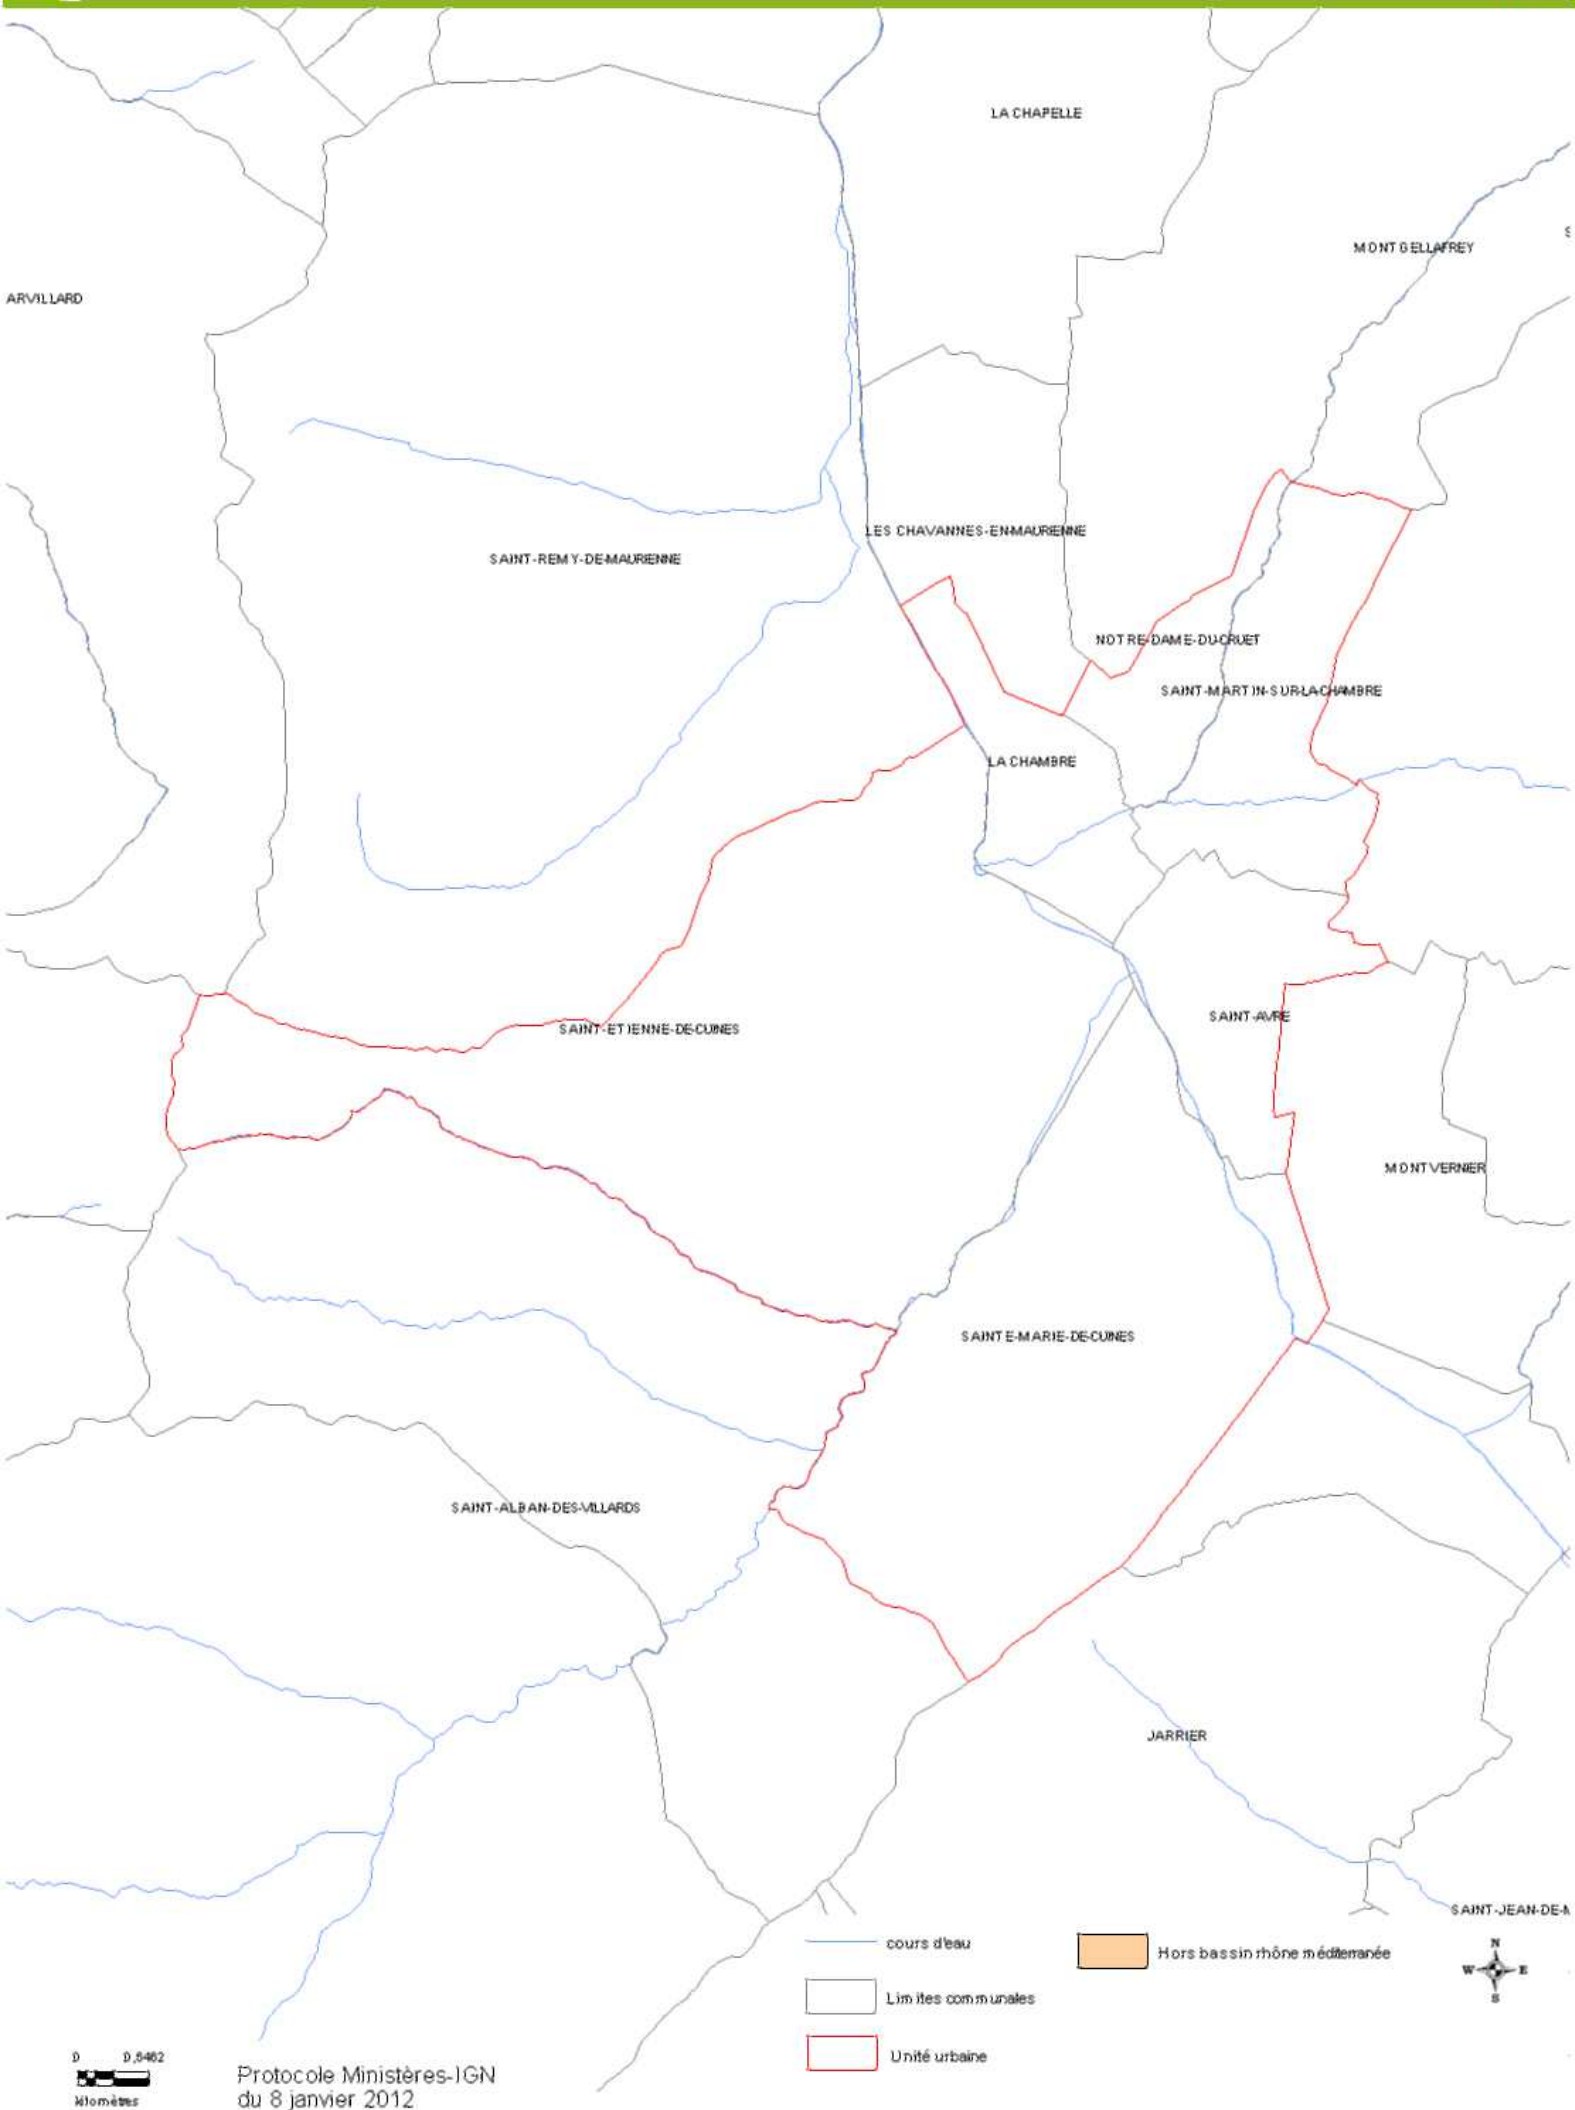 LA CHAPELLE
MONTGELLAFREY
ARVILLARD
LES CHAVANNES-EN-MAURIENNE
SAINT-REMY-DE-MAURIENNE
NOTRE-DAME-DU-CRUET
SAINT-MARTIN-SUR-LA-CHAMBRE
LA CHAMBRE
SAINT-AVRE
SAINT-ETIENNE-DE-CUINES
MONTVERNIER
SAINTE-MARIE-DE-CUINES
SAINT-ALBAN-DES-VILLARDS
JARRIER
SAINT-JEAN-DE-M
cours d'eau
Hors bassin rhône méditerranée
Limites communales
Unité urbaine
N
W E
S
0 0,6462
kilomètres
Protocole Ministères-IGN
du 8 janvier 2012